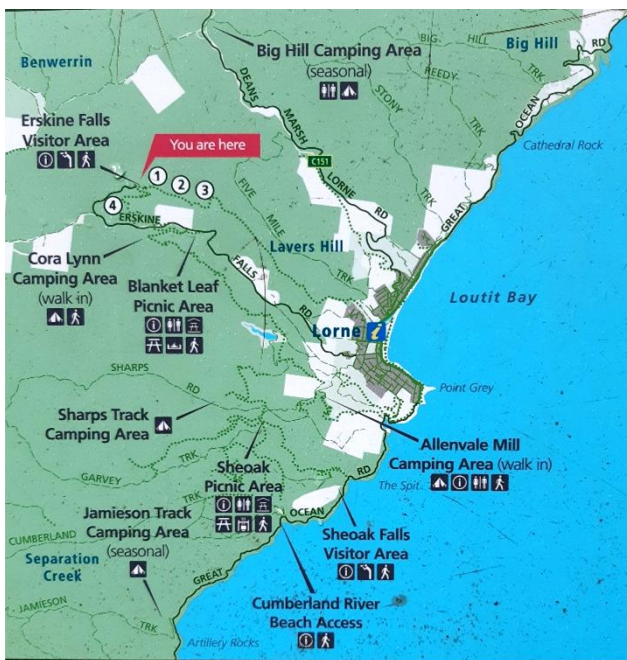 BIG HILL TRK
Big Hill
RD
Benwerrin
Big Hill Camping Area
(seasonal)
DEANS MARSH LORNE RD
REEDY
TRK
STONY
TRK
GREAT OCEAN
Cathedral Rock
Erskine Falls
Visitor Area
You are here
C151
1
2
3
4
FIVE MILE TRK
ERSKINE FALLS RD
Lavers Hill
Cora Lynn
Camping Area
(walk in)
Blanket Leaf
Picnic Area
Loutit Bay
Lorne
i
SHARPS
RD
Point Grey
Sharps Track
Camping Area
Allenvale Mill
Camping Area (walk in)
TRK
GARVEY
TRK
Sheoak
Picnic Area
RD
The Spit
OCEAN
GREAT
Jamieson Track
Camping Area
(seasonal)
CUMBERLAND
Sheoak Falls
Visitor Area
Separation
Creek
Cumberland River
Beach Access
JAMIESON
TRK
Artillery Rocks